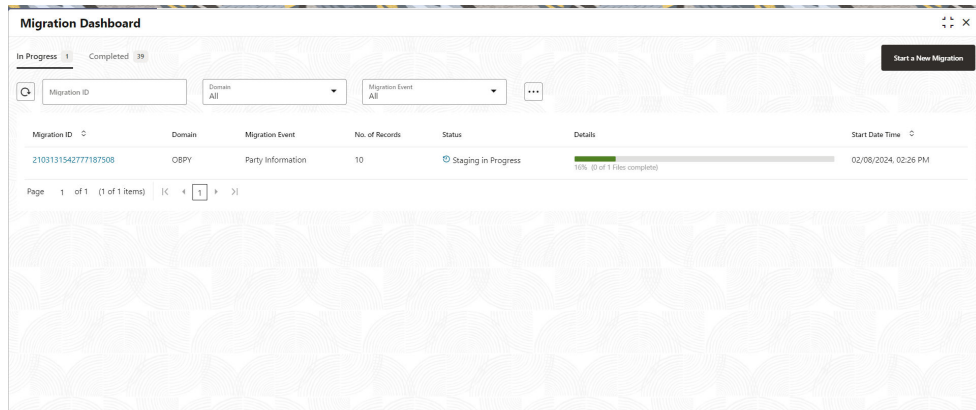 Migration Dashboard
In Progress 1 Completed 39
Start a New Migration
Migration ID
Domain
All
Migration Event
All
Migration ID Domain Migration Event No. of Records Status Details Start Date Time
2103131542777187508 OBPY Party Information 10 Staging in Progress 02/08/2024, 02:26 PM
16% (0 of 1 Files complete)
Page 1 of 1 (1 of 1 items) 1